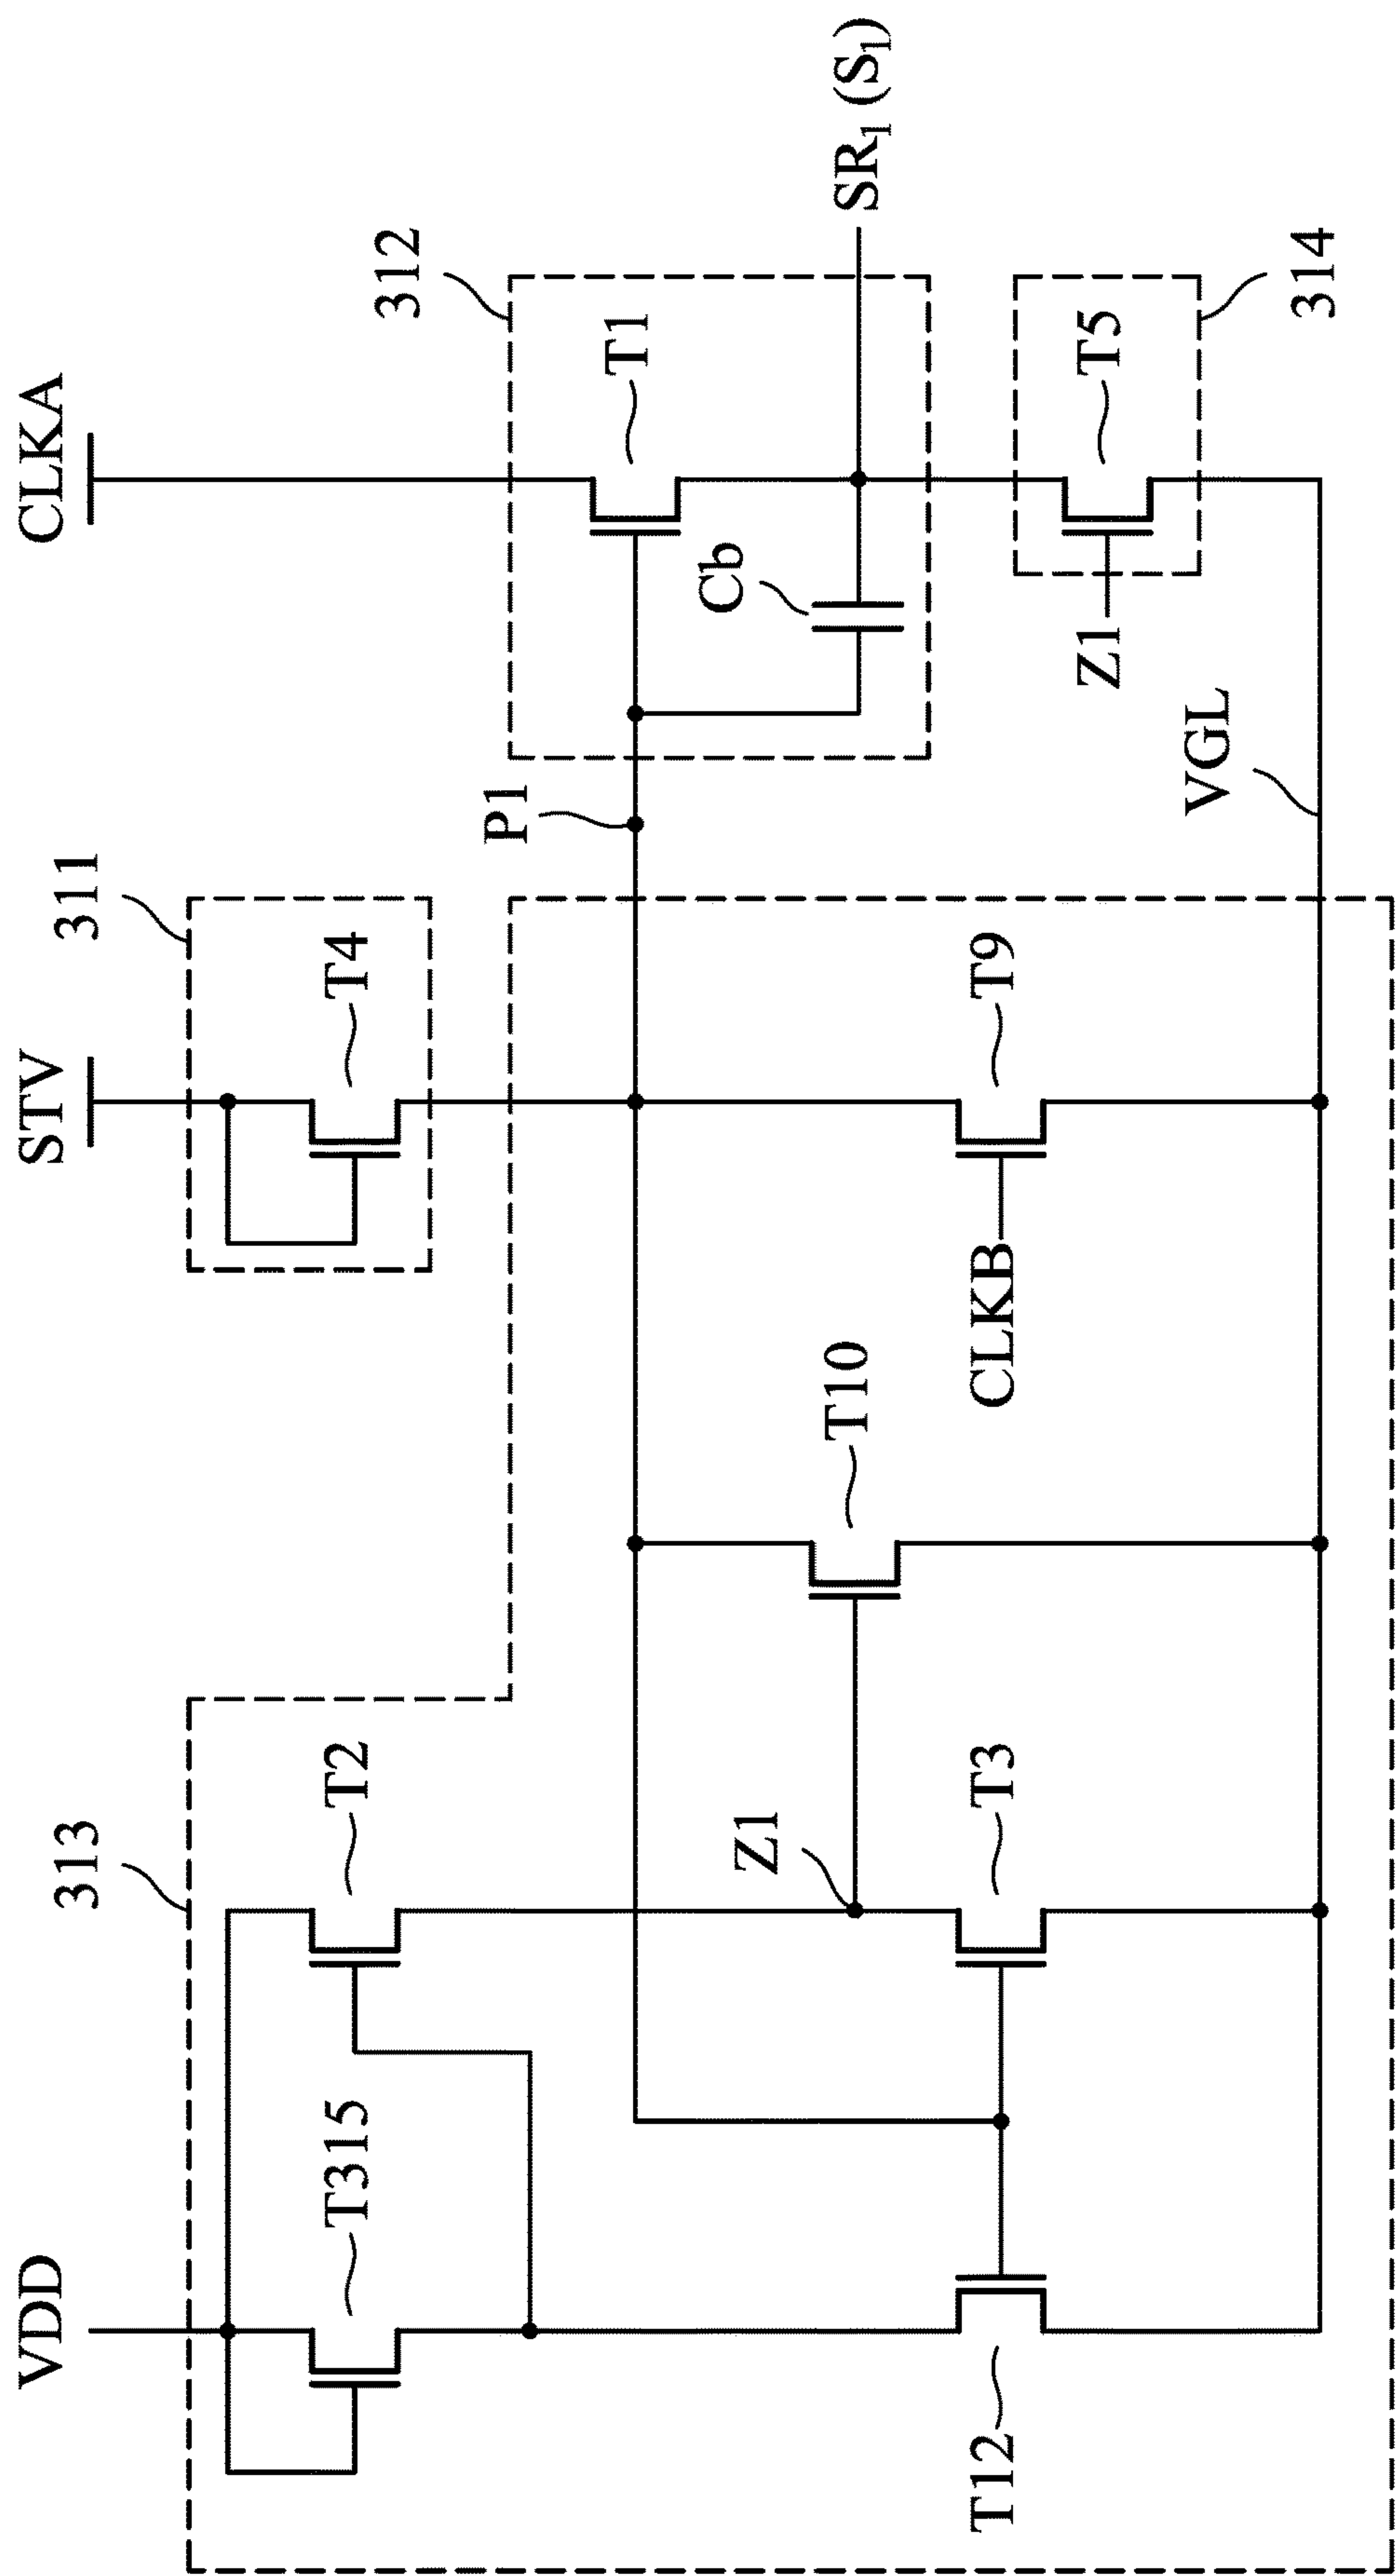 VDD
STV
CLKA
313
311
312
T315
T2
T4
T1
P1
Cb
SR₁ (S₁)
Z1
T10
T12
T3
CLKB
T9
Z1
T5
VGL
314